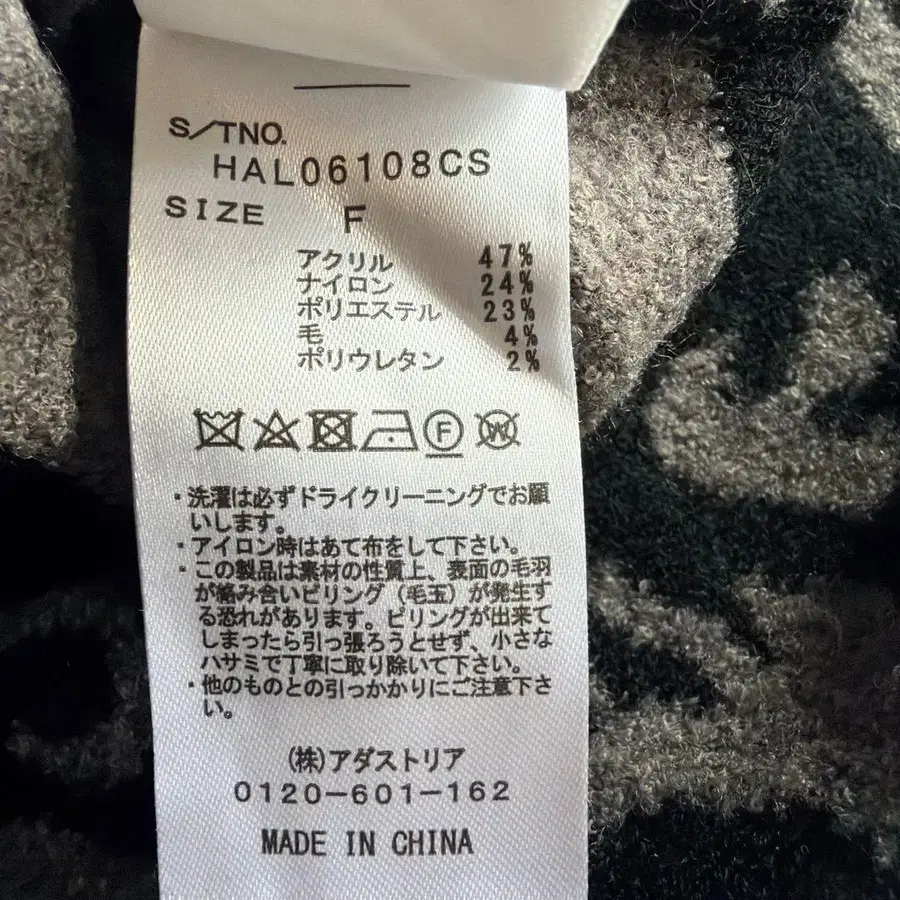 S/TNO.
HAL06108CS
SIZE F
アクリル 47%
ナイロン 24%
ポリエステル 23%
毛 4%
ポリウレタン 2%
F W
・洗濯は必ずドライクリーニングでお願
いします。
・アイロン時はあて布をして下さい。
・この製品は素材の性質上、表面の毛羽
が絡み合いピリング（毛玉）が発生す
る恐れがあります。ピリングが出来て
しまったら引っ張ろうとせず、小さな
ハサミで丁寧に取り除いて下さい。
・他のものとの引っかかりにご注意下さ
い。
(株)アダストリア
0120-601-162
MADE IN CHINA